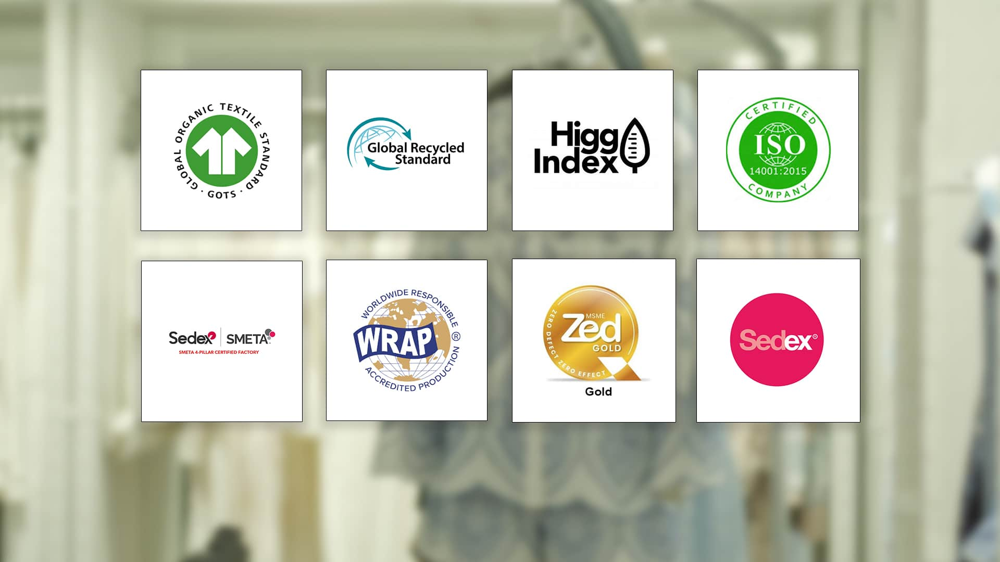 GLOBAL ORGANIC TEXTILE STANDARD
· GOTS ·
Global Recycled
Standard
Higg
Index
CERTIFIED
ISO
14001:2015
COMPANY
Sedex SMETA
SMETA 4-PILLAR CERTIFIED FACTORY
WORLDWIDE RESPONSIBLE
WRAP ®
ACCREDITED PRODUCTION
MSME
Zed
GOLD
ZERO DEFECT ZERO EFFECT
Gold
Sedex®